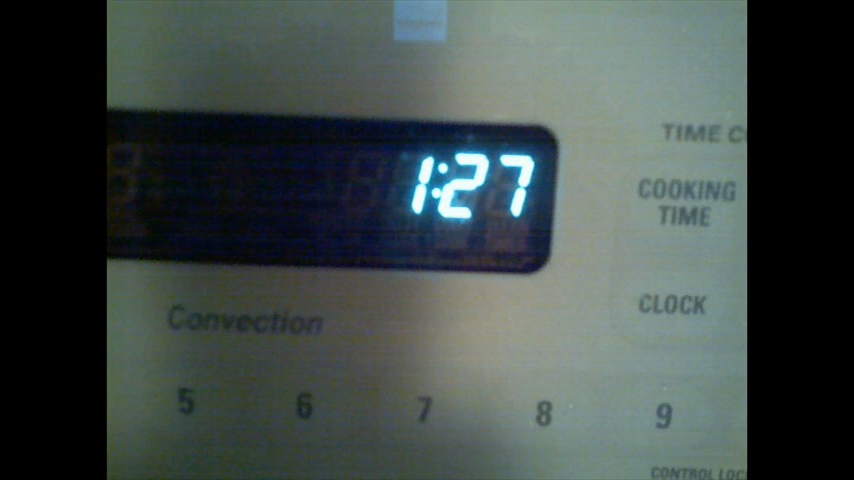 1:27
TIME C
COOKING
TIME
CLOCK
Convection
5 6 7 8 9
CONTROL LOC